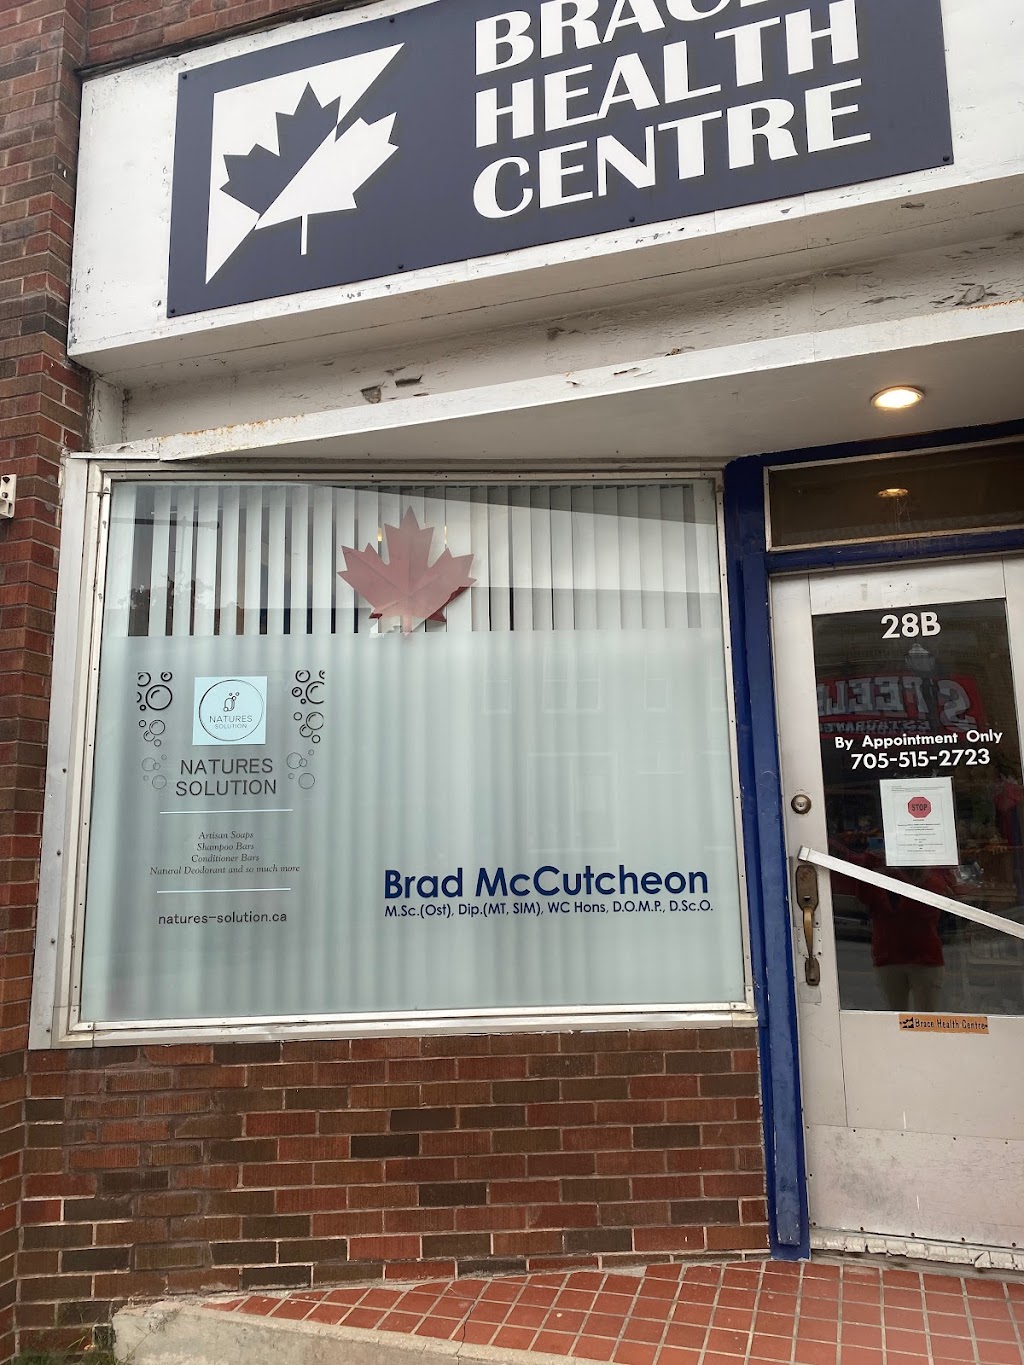 BRACE
HEALTH
CENTRE
28B
STEEL
By Appointment Only
705-515-2723
STOP
NATURES
SOLUTION
NATURES
SOLUTION
Artisan Soaps
Shampoo Bars
Conditioner Bars
Natural Deodorant and so much more
natures-solution.ca
Brad McCutcheon
M.Sc.(Ost), Dip.(MT, SIM), WC Hons, D.O.M.P., D.Sc.O.
Brace Health Centre